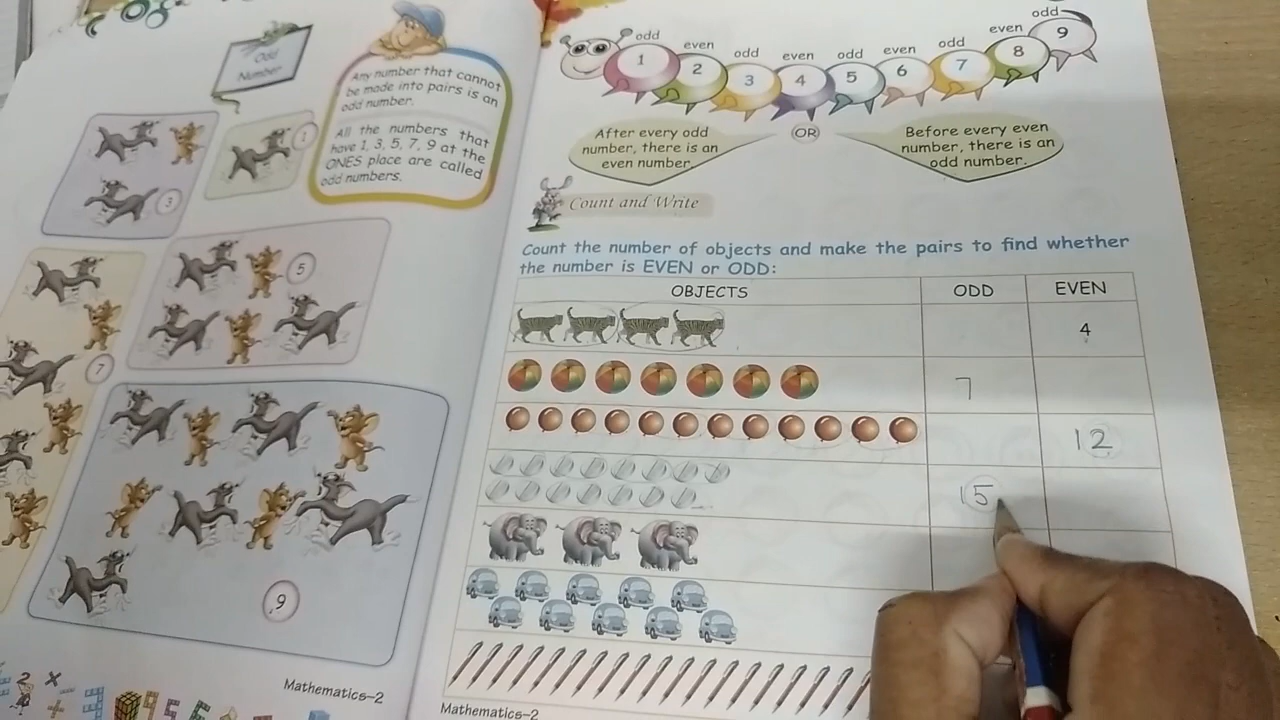 Odd
Number
Any number that cannot
be made into pairs is an
odd number.
All the numbers that
have 1, 3, 5, 7, 9 at the
ONES place are called
odd numbers.
1
3
5
7
9
Mathematics-2
odd even odd even odd even odd even odd
1 2 3 4 5 6 7 8 9
After every odd
number, there is an
even number.
OR
Before every even
number, there is an
odd number.
Count and Write
Count the number of objects and make the pairs to find whether
the number is EVEN or ODD:
OBJECTS ODD EVEN
4
7
12
15
Mathematics-2